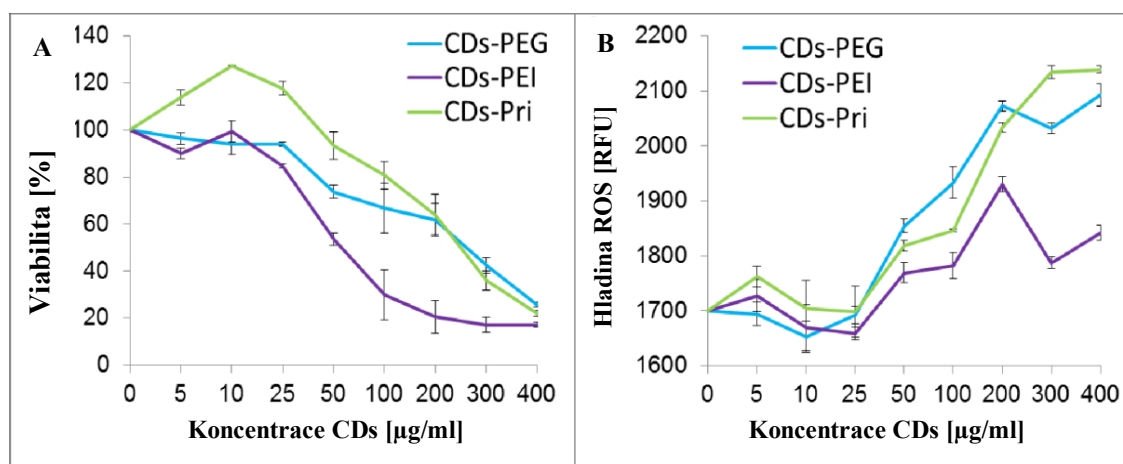 A
Viabilita [%]
140
120
100
80
60
40
20
0
CDs-PEG
CDs-PEI
CDs-Pri
0 5 10 25 50 100 200 300 400
Koncentrace CDs [µg/ml]
B
Hladina ROS [RFU]
2200
2100
2000
1900
1800
1700
1600
CDs-PEG
CDs-PEI
CDs-Pri
0 5 10 25 50 100 200 300 400
Koncentrace CDs [µg/ml]